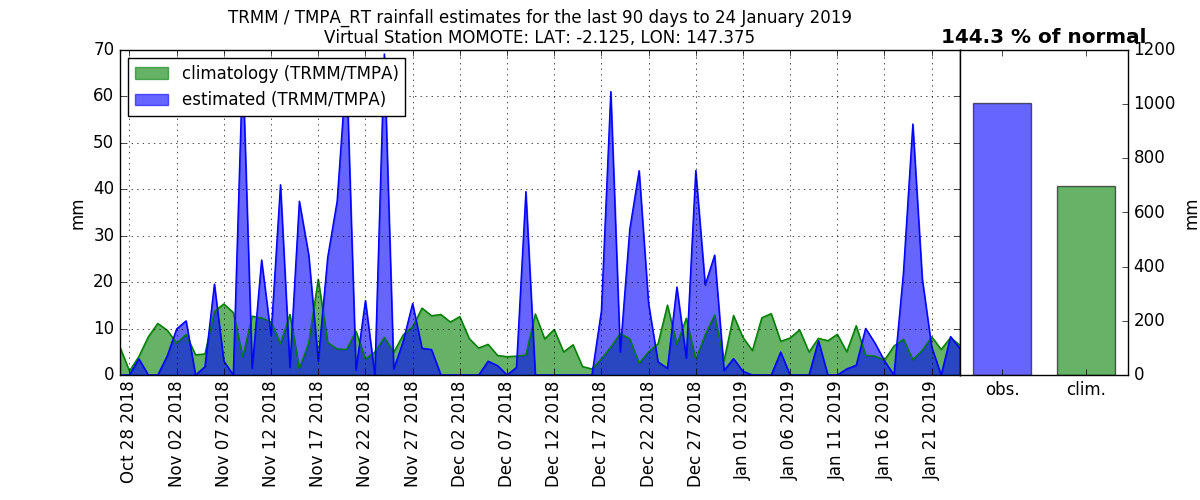 TRMM / TMPA_RT rainfall estimates for the last 90 days to 24 January 2019
Virtual Station MOMOTE: LAT: -2.125, LON: 147.375
144.3 % of normal
climatology (TRMM/TMPA)
estimated (TRMM/TMPA)
70
60
50
40
30
20
10
0
mm
1200
1000
800
600
400
200
0
mm
Oct 28 2018
Nov 02 2018
Nov 07 2018
Nov 12 2018
Nov 17 2018
Nov 22 2018
Nov 27 2018
Dec 02 2018
Dec 07 2018
Dec 12 2018
Dec 17 2018
Dec 22 2018
Dec 27 2018
Jan 01 2019
Jan 06 2019
Jan 11 2019
Jan 16 2019
Jan 21 2019
obs.
clim.